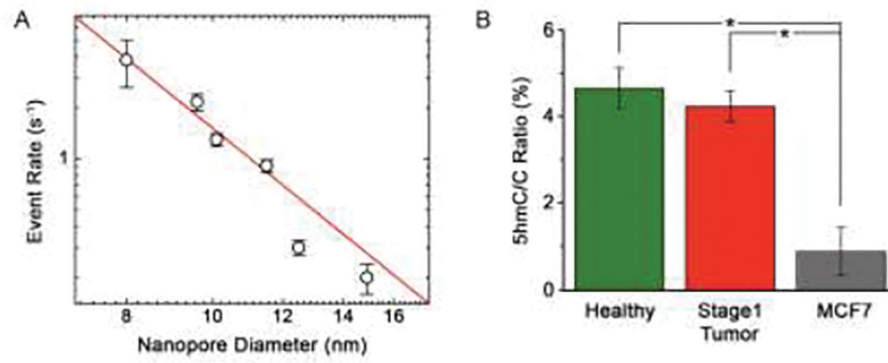 A
Event Rate (s⁻¹)
1
8
10
12
14
16
Nanopore Diameter (nm)
B
5hmC/C Ratio (%)
6
4
2
0
*
*
Healthy
Stage1
Tumor
MCF7